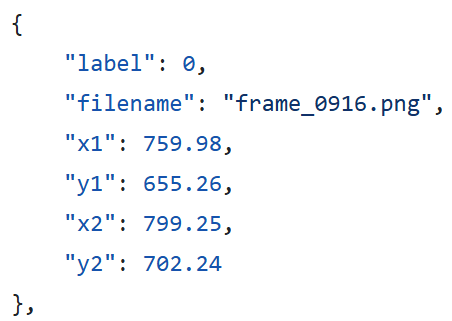 {
    "label": 0,
    "filename": "frame_0916.png",
    "x1": 759.98,
    "y1": 655.26,
    "x2": 799.25,
    "y2": 702.24
},